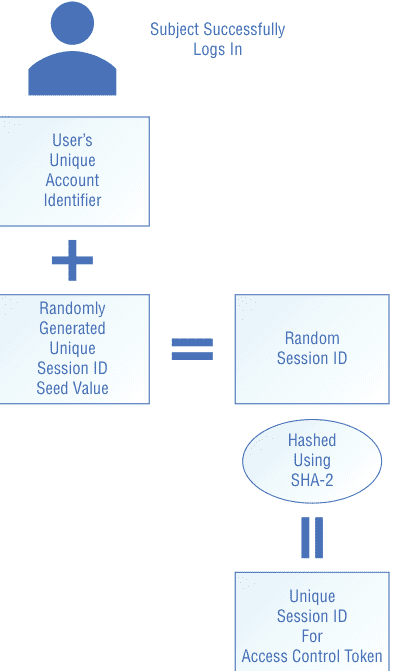 Subject Successfully
Logs In
User's
Unique
Account
Identifier
Randomly
Generated
Unique
Session ID
Seed Value
Random
Session ID
Hashed
Using
SHA-2
Unique
Session ID
For
Access Control Token